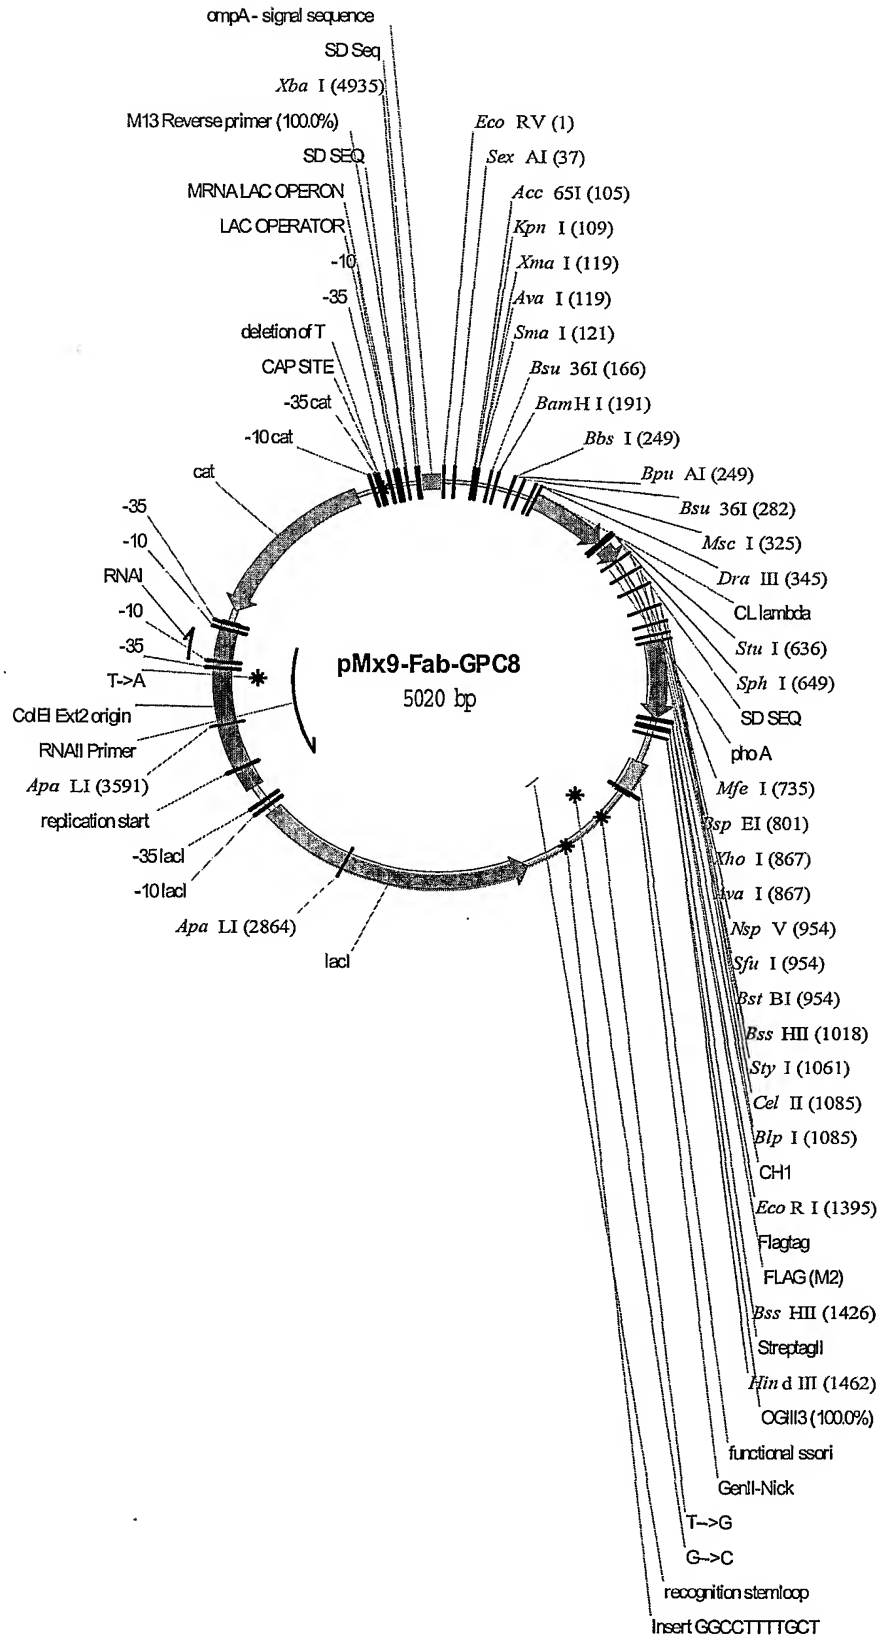 ompA - signal sequence
SD Seq
Xba I (4935)
M13 Reverse primer (100.0%)
SD SEQ
MRNA LAC OPERON
LAC OPERATOR
-10
-35
deletion of T
CAP SITE
-35 cat
-10 cat
cat
-35
-10
RNAI
-10
-35
T->A
ColEI Ext2 origin
RNAII Primer
Apa LI (3591)
replication start
-35 lacI
-10 lacI
Apa LI (2864)
lacI
pMx9-Fab-GPC8
5020 bp
Eco RV (1)
Sex AI (37)
Acc 65I (105)
Kpn I (109)
Xma I (119)
Ava I (119)
Sma I (121)
Bsu 36I (166)
BamH I (191)
Bbs I (249)
Bpu AI (249)
Bsu 36I (282)
Msc I (325)
Dra III (345)
CL lambda
Stu I (636)
Sph I (649)
SD SEQ
pho A
Mfe I (735)
Bsp EI (801)
Xho I (867)
Ava I (867)
Nsp V (954)
Sfu I (954)
Bst BI (954)
Bss HII (1018)
Sty I (1061)
Cel II (1085)
Blp I (1085)
CH1
Eco R I (1395)
Flagtag
FLAG (M2)
Bss HII (1426)
StreptagII
Hin d III (1462)
OGIII3 (100.0%)
functional ssori
GenII-Nick
T-->G
G-->C
recognition stemloop
Insert GGCCTTTTGCT